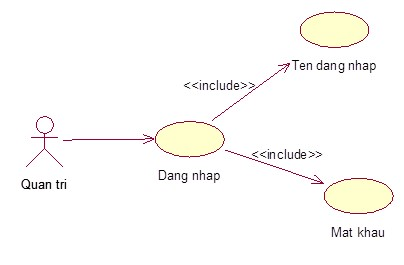 Ten dang nhap
<<include>>
<<include>>
Quan tri
Dang nhap
Mat khau